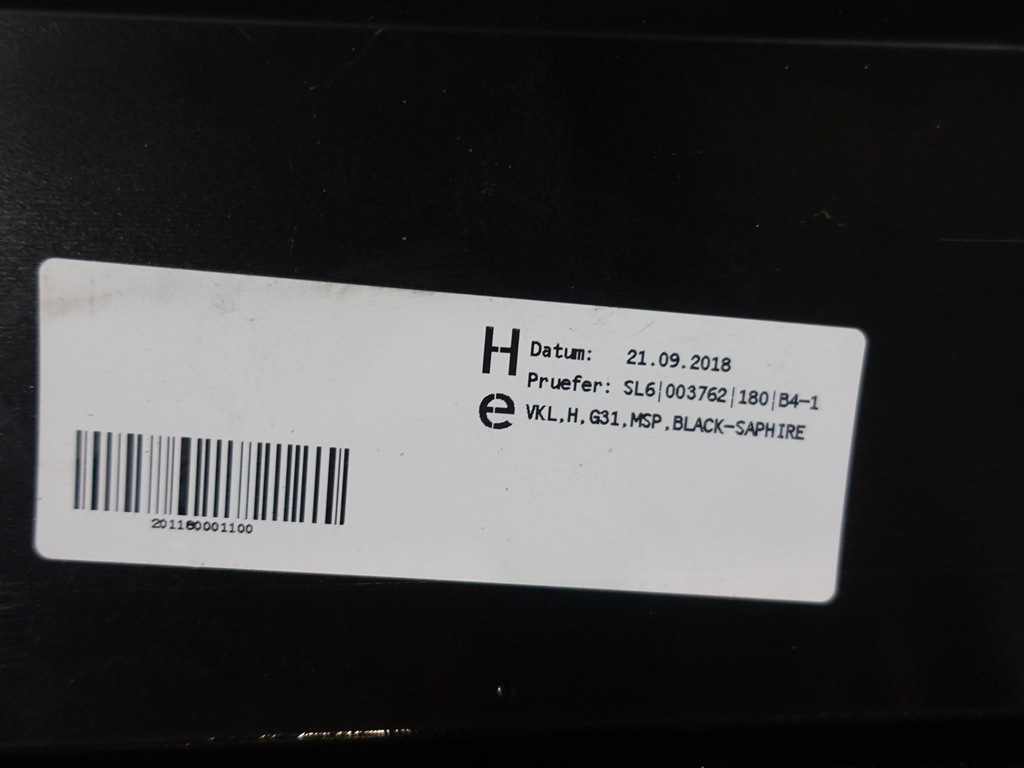 H Datum: 21.09.2018
Pruefer: SL6|003762|180|B4-1
e VKL,H,G31,MSP,BLACK-SAPHIRE
201180001100